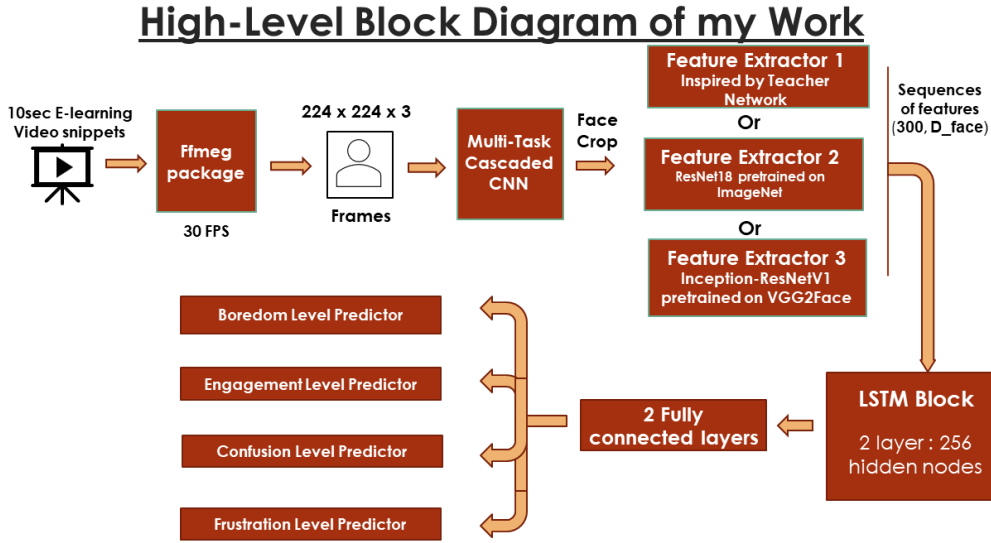 High-Level Block Diagram of my Work
10sec E-learning
Video snippets
Ffmeg
package
30 FPS
224 x 224 x 3
Frames
Multi-Task
Cascaded
CNN
Face
Crop
Feature Extractor 1
Inspired by Teacher
Network
Or
Feature Extractor 2
ResNet18 pretrained on
ImageNet
Or
Feature Extractor 3
Inception-ResNetV1
pretrained on VGG2Face
Sequences
of features
(300, D_face)
LSTM Block
2 layer : 256
hidden nodes
2 Fully
connected layers
Boredom Level Predictor
Engagement Level Predictor
Confusion Level Predictor
Frustration Level Predictor